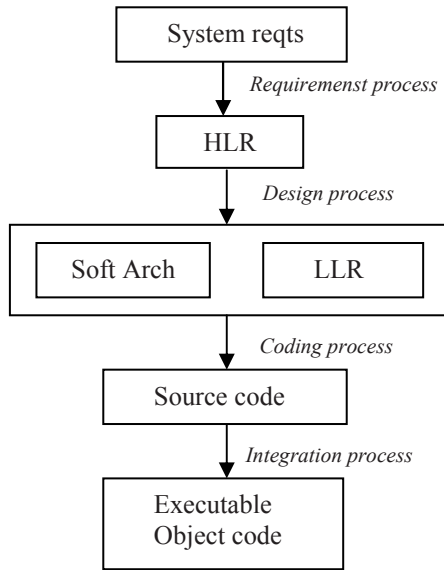 System reqts
Requiremenst process
HLR
Design process
Soft Arch
LLR
Coding process
Source code
Integration process
Executable
Object code